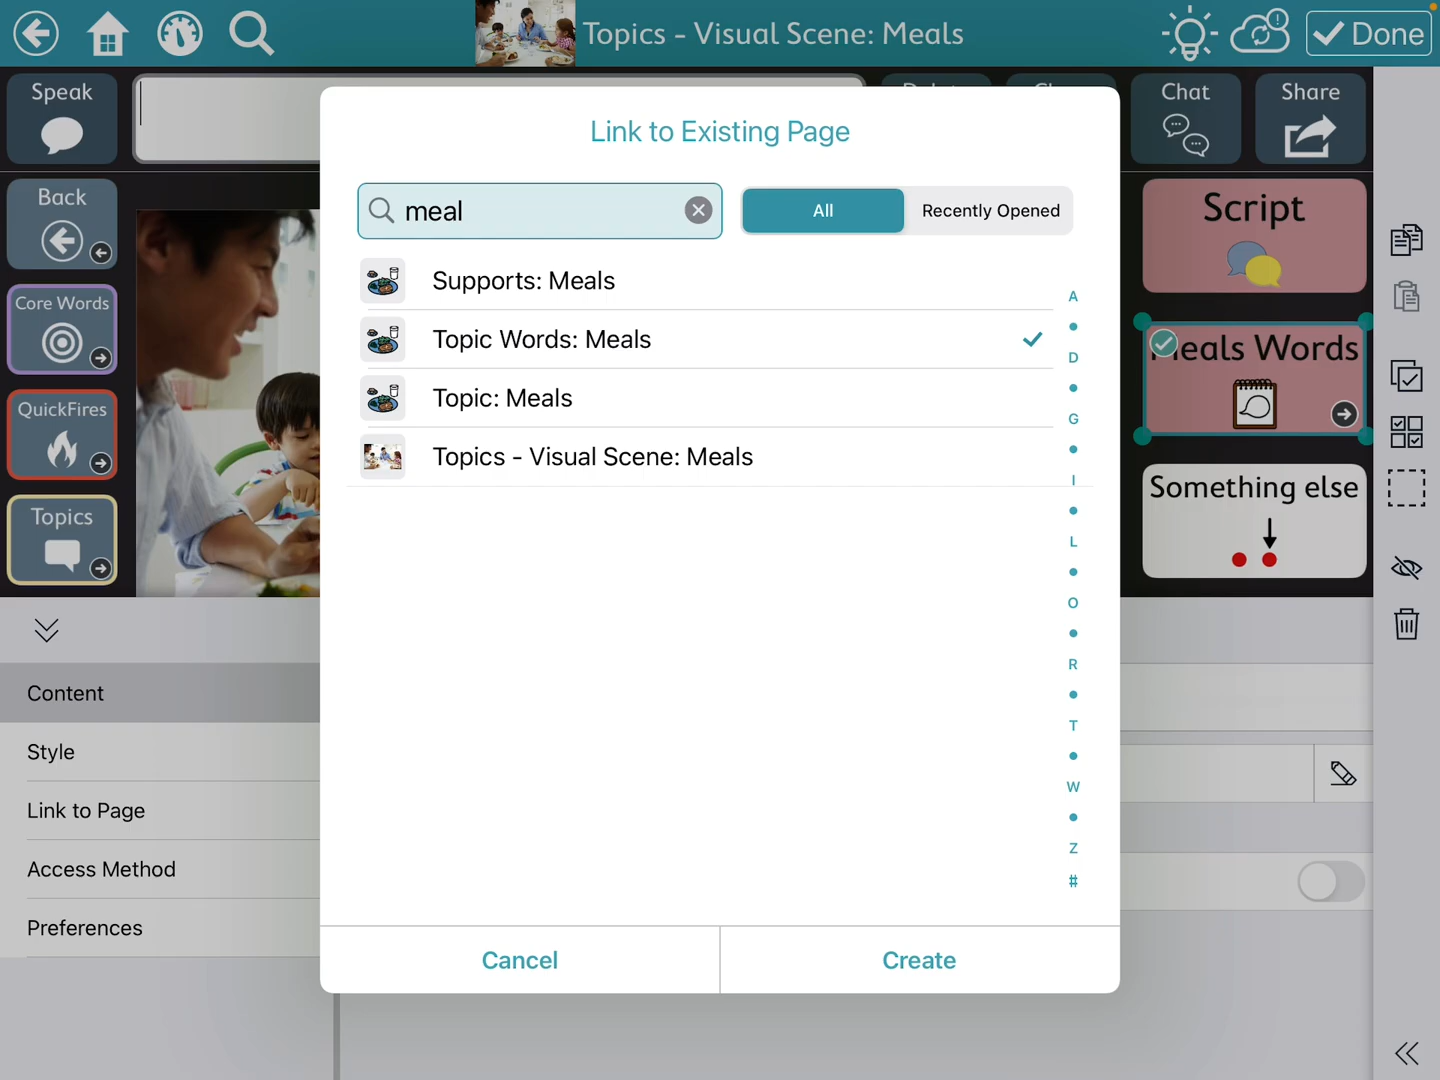 Topics - Visual Scene: Meals
Done
Speak
Chat
Share
Link to Existing Page
meal
All
Recently Opened
Back
Core Words
QuickFires
Topics
Supports: Meals
Topic Words: Meals
Topic: Meals
Topics - Visual Scene: Meals
A
D
G
I
L
O
R
T
W
Z
#
Script
Meals Words
Something else
Content
Style
Link to Page
Access Method
Preferences
Cancel
Create